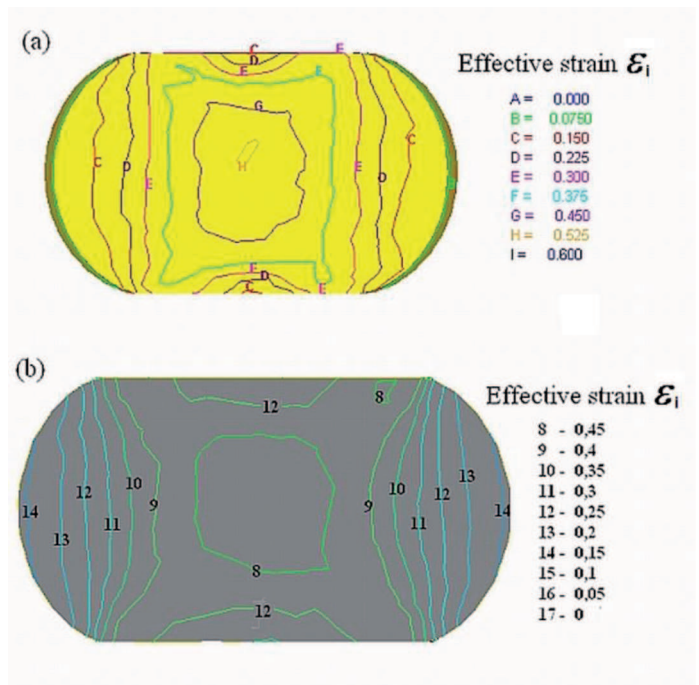 (a)
C
D
E
E
F
F
G
C
D
E
H
E
D
C
B
E
D
C
E
Effective strain Ɛi
A = 0.000
B = 0.0750
C = 0.150
D = 0.225
E = 0.300
F = 0.375
G = 0.450
H = 0.525
I = 0.600
(b)
12
8
14
13
12
11
10
9
8
12
9
10
11
12
13
14
Effective strain Ɛi
8 - 0,45
9 - 0,4
10 - 0,35
11 - 0,3
12 - 0,25
13 - 0,2
14 - 0,15
15 - 0,1
16 - 0,05
17 - 0